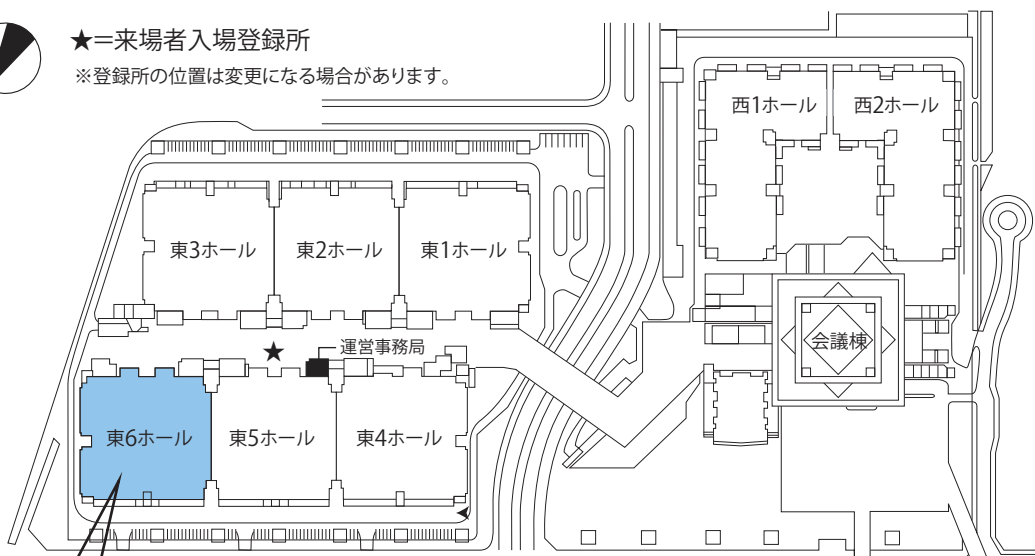 ★=来場者入場登録所
※登録所の位置は変更になる場合があります。
西1ホール
西2ホール
東3ホール
東2ホール
東1ホール
会議棟
★
運営事務局
東6ホール
東5ホール
東4ホール